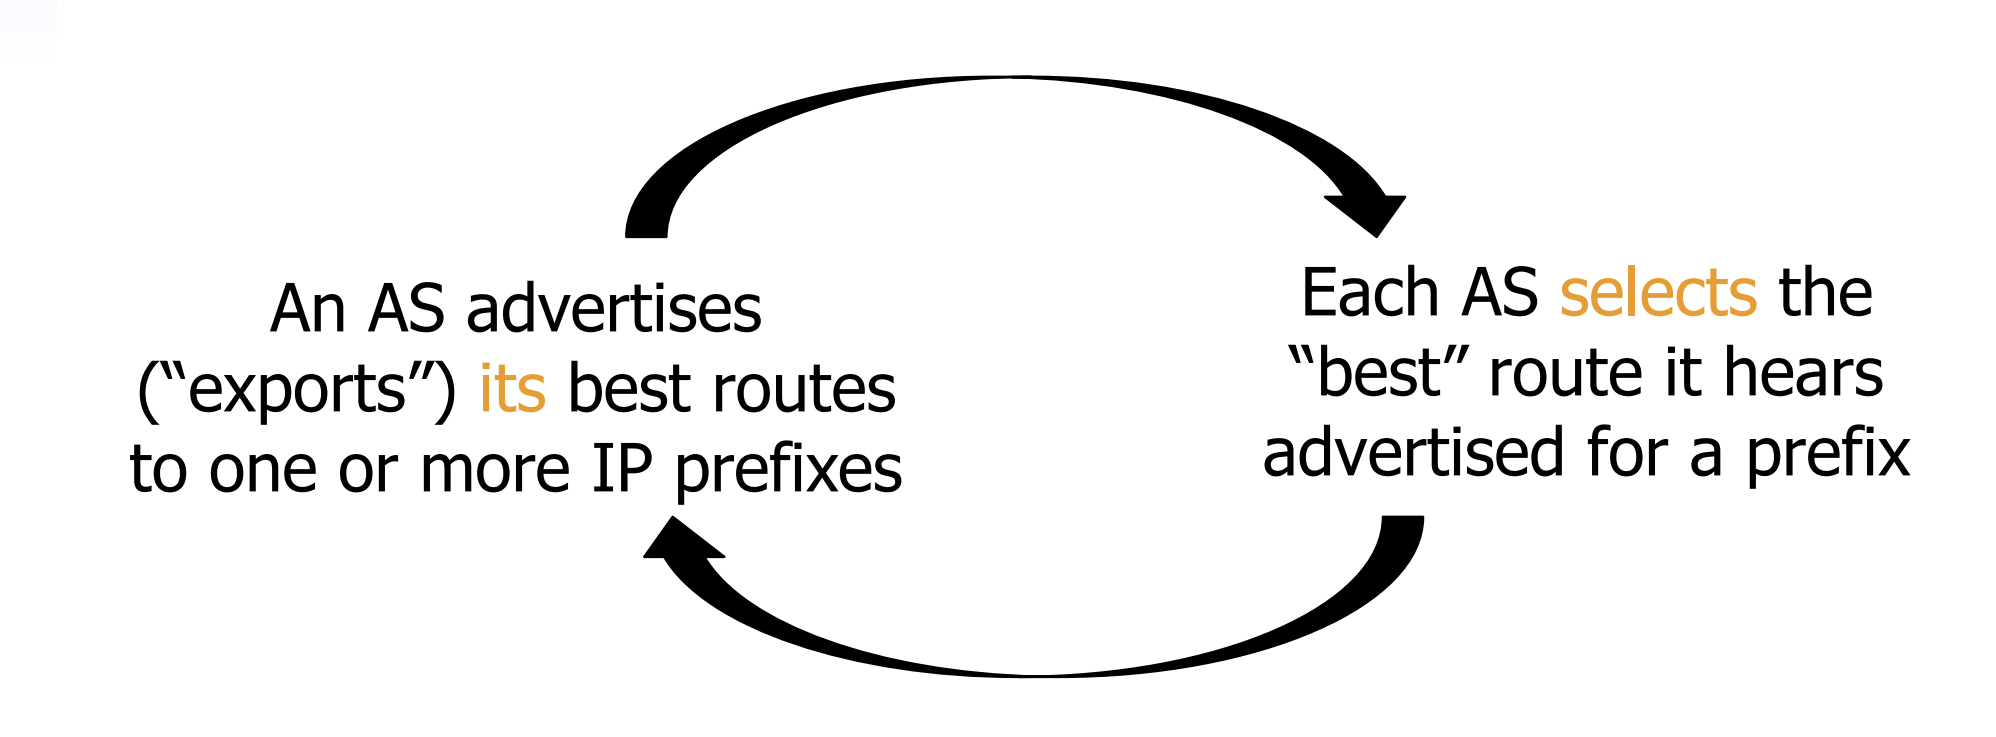 An AS advertises
(“exports”) its best routes
to one or more IP prefixes
Each AS selects the
“best” route it hears
advertised for a prefix